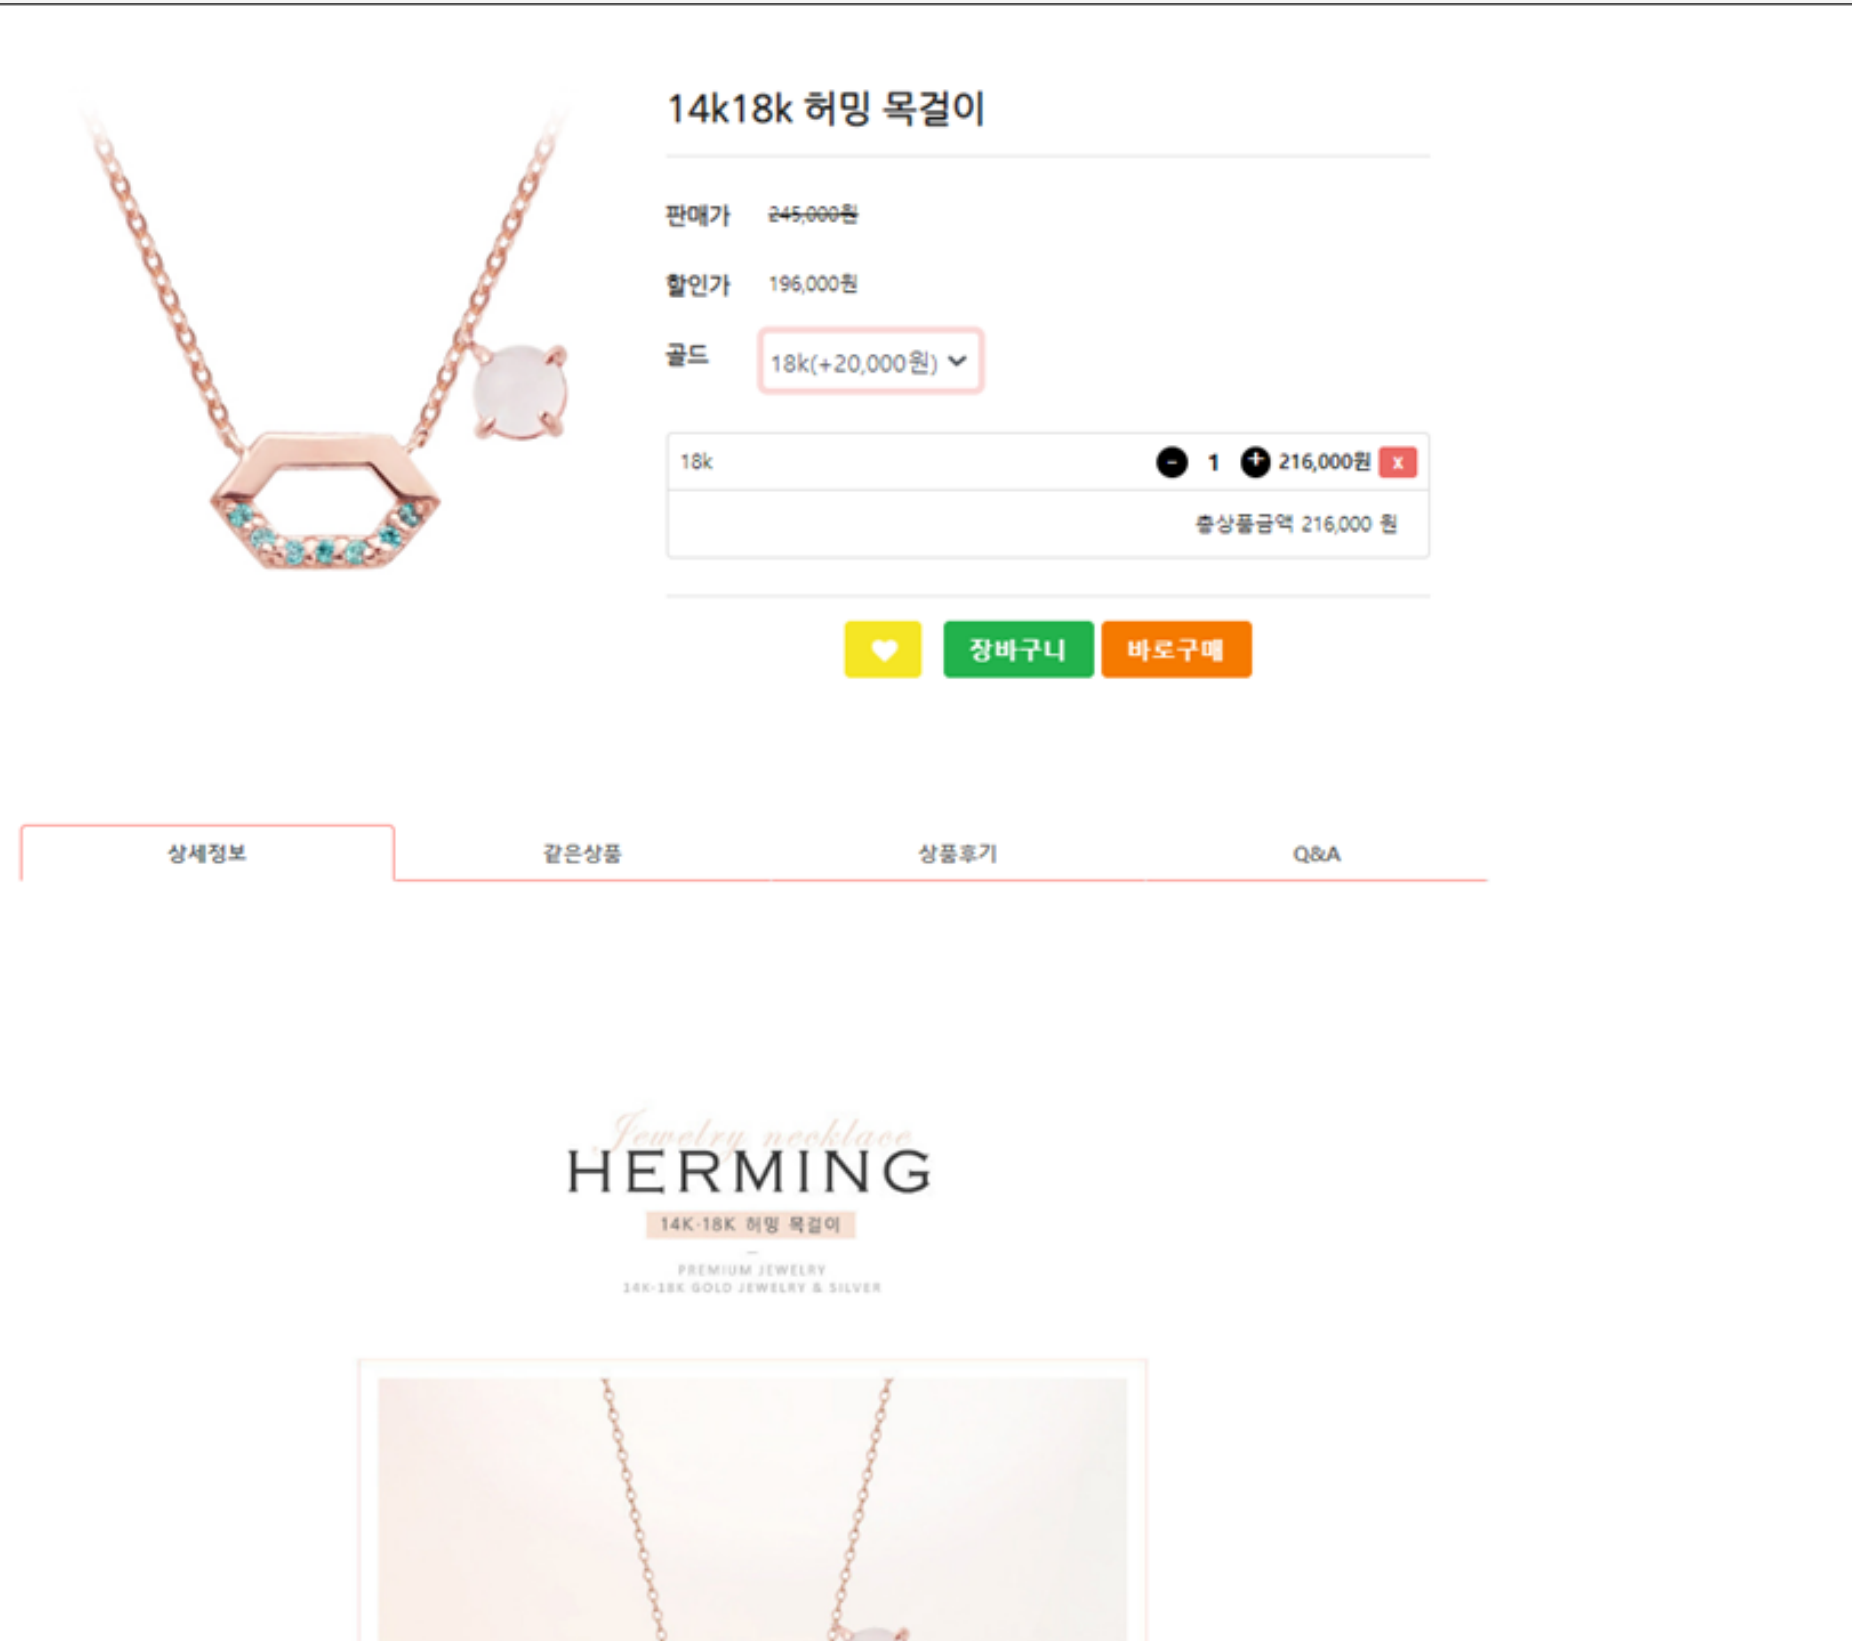 14k18k 허밍 목걸이
판매가 245,000원
할인가 196,000원
골드 18k(+20,000원)
18k - 1 + 216,000원 x
총상품금액 216,000 원
장바구니 바로구매
상세정보 같은상품 상품후기 Q&A
Jewelry necklace
HERMING
14K·18K 허밍 목걸이
PREMIUM JEWELRY
14K·18K GOLD JEWELRY & SILVER